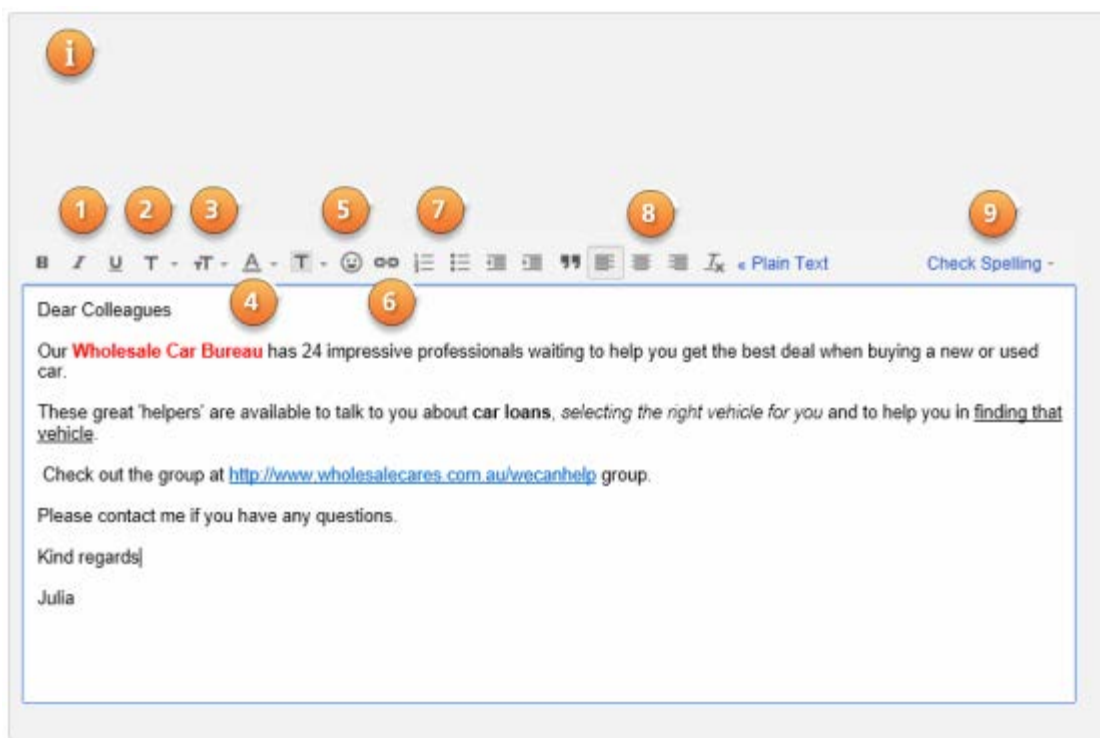 i
1 2 3 5 7 8 9
B I U T T A T T « Plain Text Check Spelling
4 6
Dear Colleagues
Our Wholesale Car Bureau has 24 impressive professionals waiting to help you get the best deal when buying a new or used
car.
These great 'helpers' are available to talk to you about car loans, selecting the right vehicle for you and to help you in finding that
vehicle.
Check out the group at http://www.wholesalecares.com.au/wecanhelp group.
Please contact me if you have any questions.
Kind regards
Julia